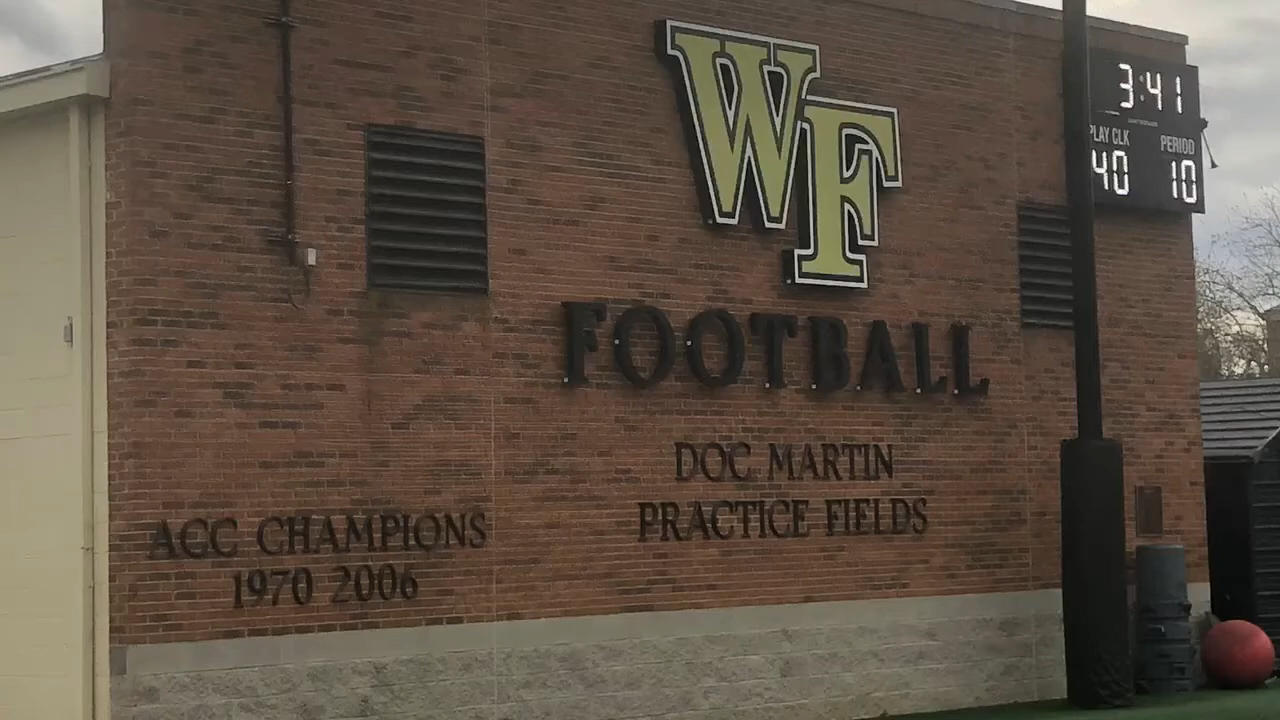 WF
FOOTBALL
DOC MARTIN
PRACTICE FIELDS
ACC CHAMPIONS
1970 2006
3:41
PLAY CLK PERIOD
40 10